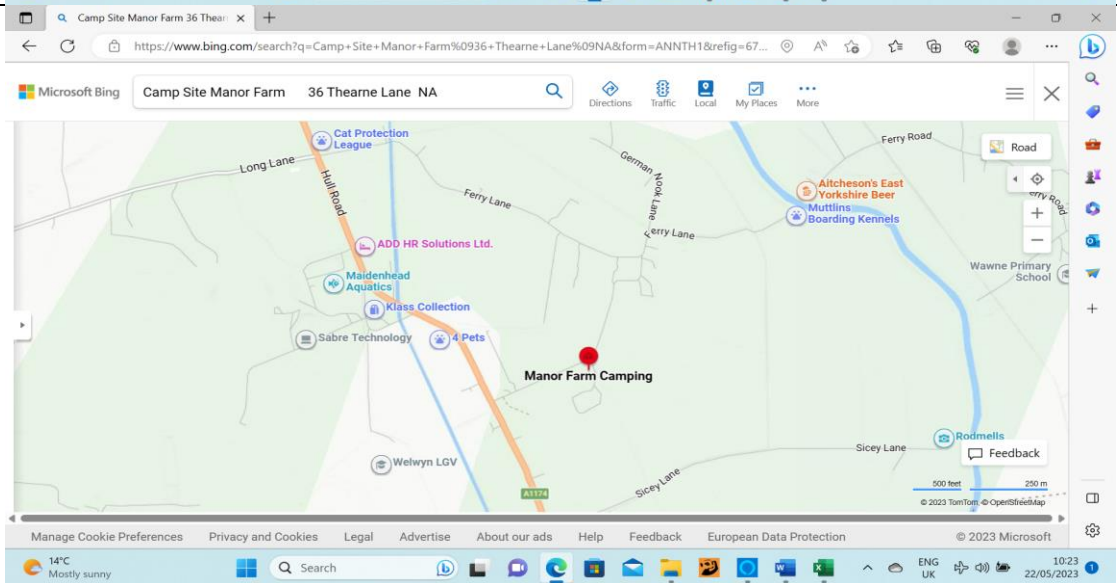 Camp Site Manor Farm 36 Thear
https://www.bing.com/search?q=Camp+Site+Manor+Farm%0936+Thearne+Lane%09NA&form=ANNTH1&refig=67...
Microsoft Bing
Camp Site Manor Farm 36 Thearne Lane NA
Directions
Traffic
Local
My Places
More
Cat Protection
League
Long Lane
Hull Road
Ferry Lane
German Nook Lane
Ferry Lane
Ferry Road
Road
Aitcheson's East
Yorkshire Beer
Muttlins
Boarding Kennels
ADD HR Solutions Ltd.
Maidenhead
Aquatics
Klass Collection
Sabre Technology
4 Pets
Wawne Primary
School
Manor Farm Camping
Sicey Lane
Rodmells
Feedback
Welwyn LGV
Sicey Lane
A1174
500 feet
250 m
© 2023 TomTom, © OpenStreetMap
Manage Cookie Preferences
Privacy and Cookies
Legal
Advertise
About our ads
Help
Feedback
European Data Protection
© 2023 Microsoft
14°C
Mostly sunny
Search
ENG
UK
10:23
22/05/2023